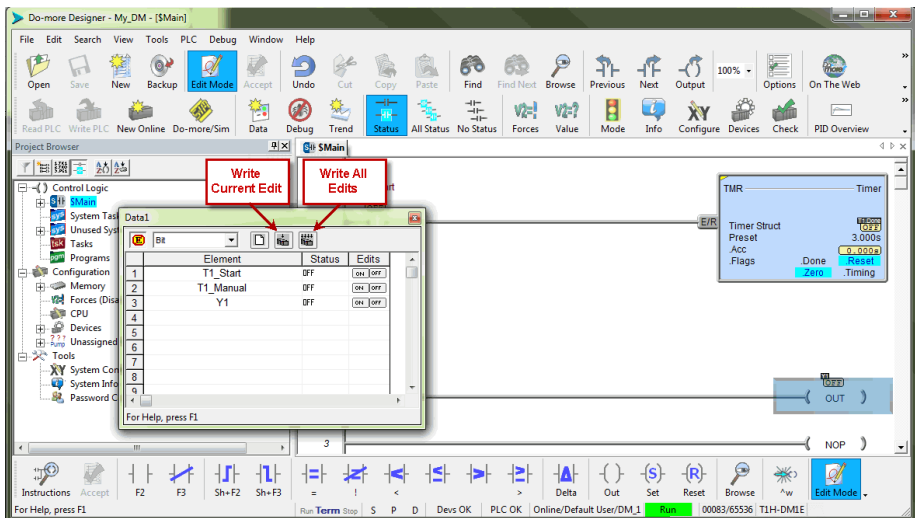 Do-more Designer - My_DM - [$Main]
File Edit Search View Tools PLC Debug Window Help
Open Save New Backup Edit Mode Accept Undo Cut Copy Paste Find Find Next Browse Previous Next Output 100% Options On The Web
Read PLC Write PLC New Online Do-more/Sim Data Debug Trend Status All Status No Status Forces Value Mode Info Configure Devices Check PID Overview
Project Browser
$Main
Control Logic
$Main
System Task
Unused Sys
Tasks
Programs
Configuration
Memory
Forces (Disa
CPU
Devices
Unassigned
Tools
System Con
System Info
Password C
Write
Current Edit
Write All
Edits
Data1
Bit
Element Status Edits
1 T1_Start OFF ON OFF
2 T1_Manual OFF ON OFF
3 Y1 OFF ON OFF
4
5
6
7
8
9
For Help, press F1
TMR Timer
E/R
Timer Struct T1.Done OFF
Preset 3.000s
.Acc 0.000s
.Flags .Done .Reset
.Zero .Timing
Y1
OFF
OUT
3 NOP
Instructions Accept F2 F3 Sh+F2 Sh+F3 = ! < > Delta Out Set Reset Browse ^w Edit Mode
For Help, press F1 Run Term Stop S P D Devs OK PLC OK Online/Default User/DM_1 Run 00083/65536 T1H-DM1E